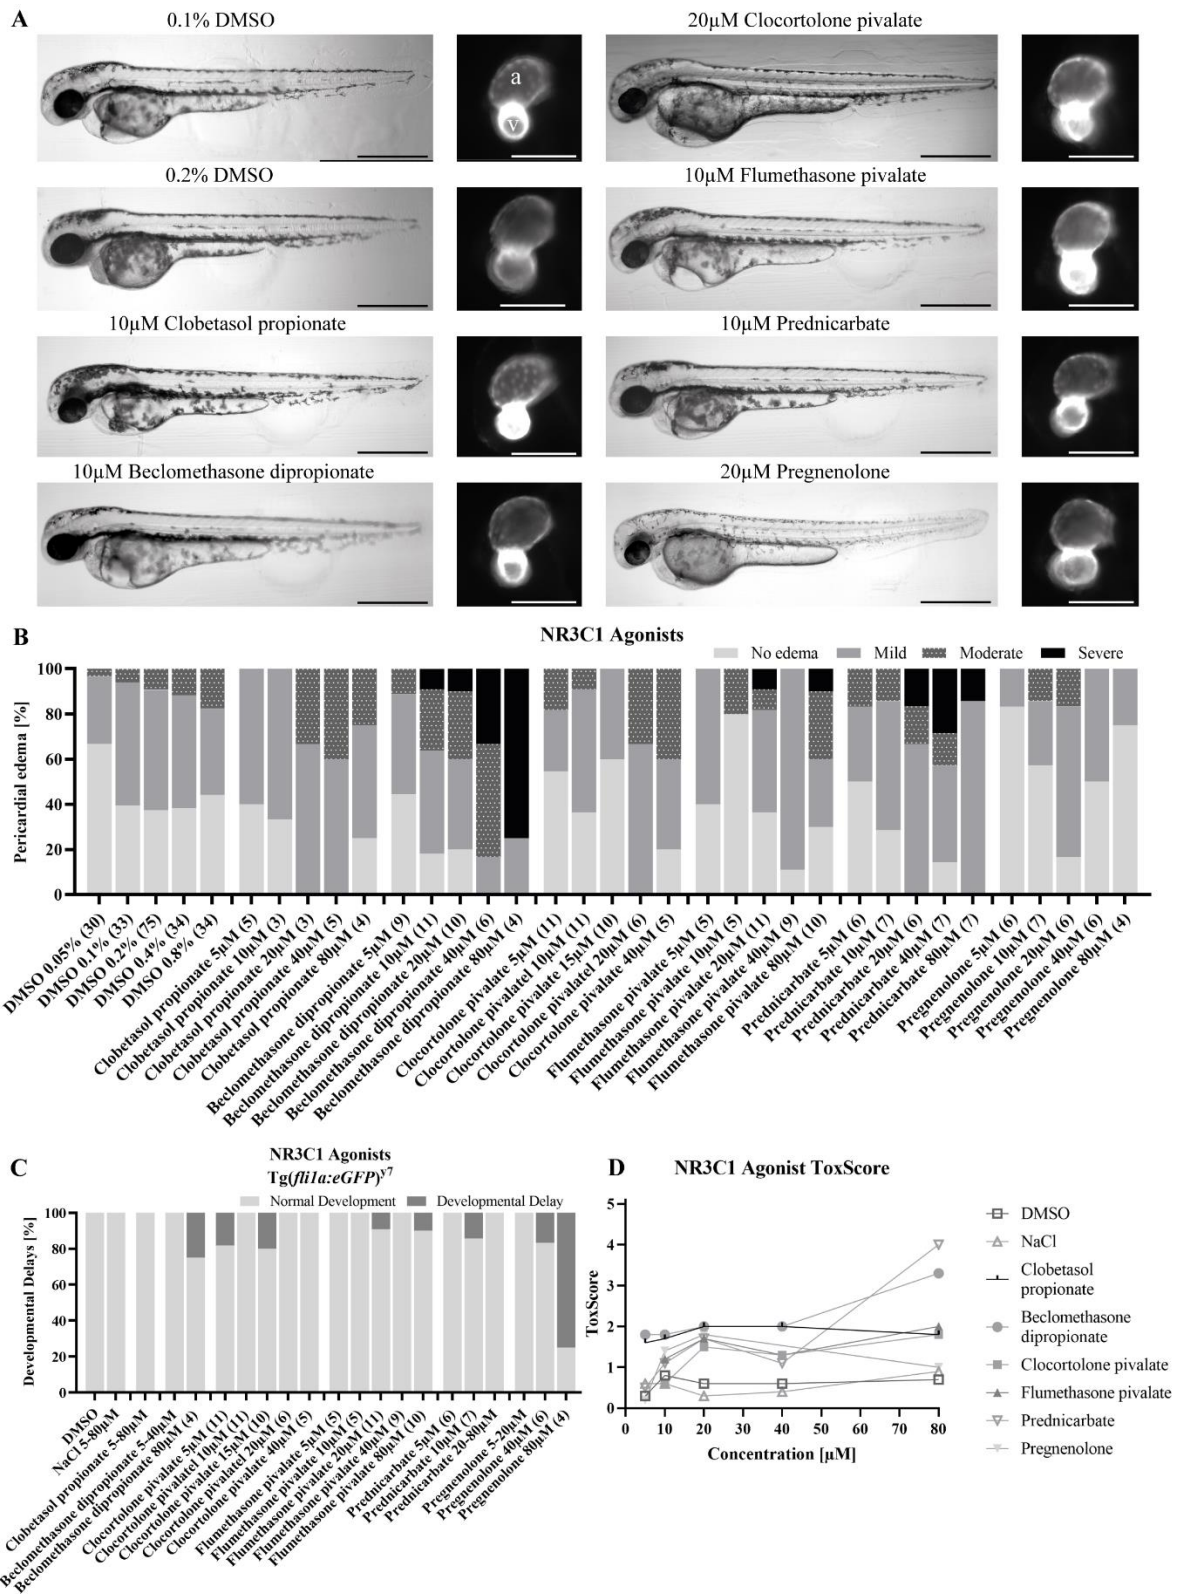 A
0.1% DMSO
20µM Clocortolone pivalate
a
v
0.2% DMSO
10µM Flumethasone pivalate
10µM Clobetasol propionate
10µM Prednicarbate
10µM Beclomethasone dipropionate
20µM Pregnenolone
B
NR3C1 Agonists
No edema
Mild
Moderate
Severe
Pericardial edema [%]
100
80
60
40
20
0
DMSO 0.05% (30)
DMSO 0.1% (33)
DMSO 0.2% (75)
DMSO 0.4% (34)
DMSO 0.8% (34)
Clobetasol propionate 5µM (5)
Clobetasol propionate 10µM (3)
Clobetasol propionate 20µM (3)
Clobetasol propionate 40µM (5)
Clobetasol propionate 80µM (4)
Beclomethasone dipropionate 5µM (9)
Beclomethasone dipropionate 10µM (11)
Beclomethasone dipropionate 20µM (10)
Beclomethasone dipropionate 40µM (6)
Beclomethasone dipropionate 80µM (4)
Clocortolone pivalate 5µM (11)
Clocortolone pivalatel 10µM (11)
Clocortolone pivalate 15µM (10)
Clocortolone pivalatel 20µM (6)
Clocortolone pivalate 40µM (5)
Flumethasone pivalate 5µM (5)
Flumethasone pivalate 10µM (5)
Flumethasone pivalate 20µM (11)
Flumethasone pivalate 40µM (9)
Flumethasone pivalate 80µM (10)
Prednicarbate 5µM (6)
Prednicarbate 10µM (7)
Prednicarbate 20µM (6)
Prednicarbate 40µM (7)
Prednicarbate 80µM (7)
Pregnenolone 5µM (6)
Pregnenolone 10µM (7)
Pregnenolone 20µM (6)
Pregnenolone 40µM (6)
Pregnenolone 80µM (4)
C
NR3C1 Agonists
Tg(fli1a:eGFP)y7
Normal Development
Developmental Delay
Developmental Delays [%]
100
80
60
40
20
0
DMSO
NaCl 5-80µM
Clobetasol propionate 5-80µM
Beclomethasone dipropionate 5-40µM
Beclomethasone dipropionate 80µM (4)
Clocortolone pivalate 5µM (11)
Clocortolone pivalatel 10µM (11)
Clocortolone pivalate 15µM (10)
Clocortolone pivalatel 20µM (6)
Clocortolone pivalate 40µM (5)
Flumethasone pivalate 5µM (5)
Flumethasone pivalate 10µM (5)
Flumethasone pivalate 20µM (11)
Flumethasone pivalate 40µM (9)
Flumethasone pivalate 80µM (10)
Prednicarbate 5µM (6)
Prednicarbate 10µM (7)
Prednicarbate 20-80µM
Pregnenolone 5-20µM
Pregnenolone 40µM (6)
Pregnenolone 80µM (4)
D
NR3C1 Agonist ToxScore
ToxScore
5
4
3
2
1
0
0
20
40
60
80
Concentration [µM]
DMSO
NaCl
Clobetasol
propionate
Beclomethasone
dipropionate
Clocortolone pivalate
Flumethasone pivalate
Prednicarbate
Pregnenolone